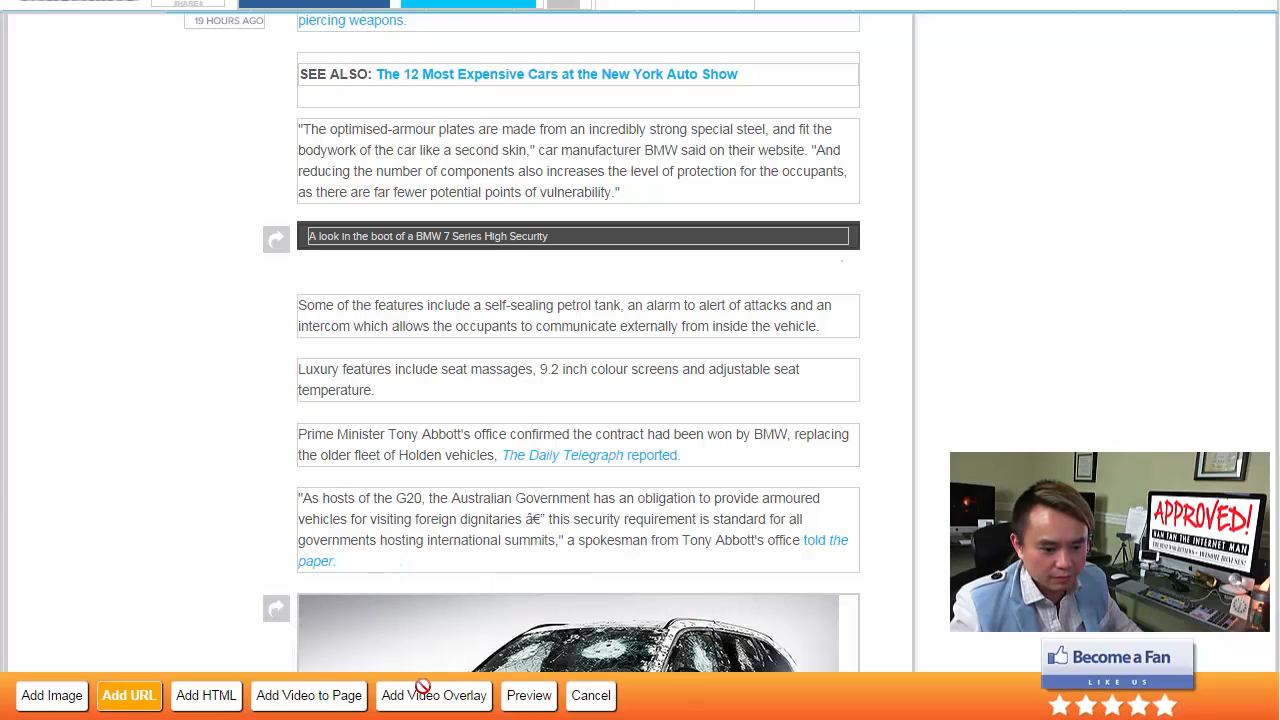 SHARE A
19 HOURS AGO
piercing weapons.
SEE ALSO: The 12 Most Expensive Cars at the New York Auto Show
"The optimised-armour plates are made from an incredibly strong special steel, and fit the
bodywork of the car like a second skin," car manufacturer BMW said on their website. "And
reducing the number of components also increases the level of protection for the occupants,
as there are far fewer potential points of vulnerability."
A look in the boot of a BMW 7 Series High Security
Some of the features include a self-sealing petrol tank, an alarm to alert of attacks and an
intercom which allows the occupants to communicate externally from inside the vehicle.
Luxury features include seat massages, 9.2 inch colour screens and adjustable seat
temperature.
Prime Minister Tony Abbott's office confirmed the contract had been won by BMW, replacing
the older fleet of Holden vehicles, The Daily Telegraph reported.
"As hosts of the G20, the Australian Government has an obligation to provide armoured
vehicles for visiting foreign dignitaries â€” this security requirement is standard for all
governments hosting international summits," a spokesman from Tony Abbott's office told the
paper.
APPROVED!
Become a Fan
LIKE US
Add Image
Add URL
Add HTML
Add Video to Page
Add Video Overlay
Preview
Cancel